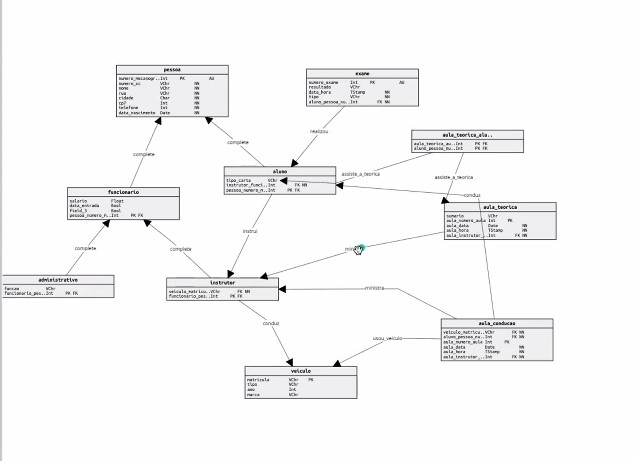 pessoa
numero_mecanogr..Int PK AU
numero_cc Int NN
nome VChr NN
rua VChr NN
cidade Char NN
cp7 Int NN
telefone Int NN
data_nascimento Date NN
exame
numero_exame Int PK AU
resultado VChr
data_hora TStamp NN
tipo VChr NN
aluno_pessoa_nu..Int FK NN
realizou
complete
complete
aula_teorica_alu..
aula_teorica_au..Int PK FK
aluno_pessoa_nu..Int PK FK
aluno
tipo_carta VChr NN
instrutor_funci..Int FK NN
pessoa_numero_m..Int PK FK
assiste_a_teorica
assiste_a_teorica
conduz
funcionario
salario Float
data_entrada Bool
Field_3 Bool
pessoa_numero_m..Int PK FK
aula_teorica
sumario VChr
aula_numero_aula Int PK
aula_data Date NN
aula_hora TStamp NN
aula_instrutor_..Int FK NN
instrui
complete
complete
administrativo
funcao VChr
funcionario_pes..Int PK FK
instrutor
veiculo_matricu..VChr FK NN
funcionario_pes..Int PK FK
ministra
conduz
usou_veiculo
aula_conducao
veiculo_matricu..VChr FK NN
aluno_pessoa_nu..Int FK NN
aula_numero_aula Int PK
aula_data Date NN
aula_hora TStamp NN
aula_instrutor_..Int FK NN
veiculo
matricula VChr PK
tipo VChr
ano Int
marca VChr